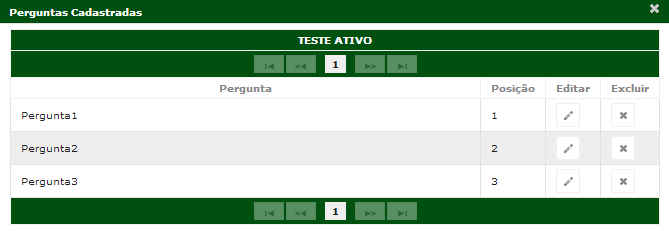 Perguntas Cadastradas
TESTE ATIVO
1
Pergunta Posição Editar Excluir
Pergunta1 1
Pergunta2 2
Pergunta3 3
1